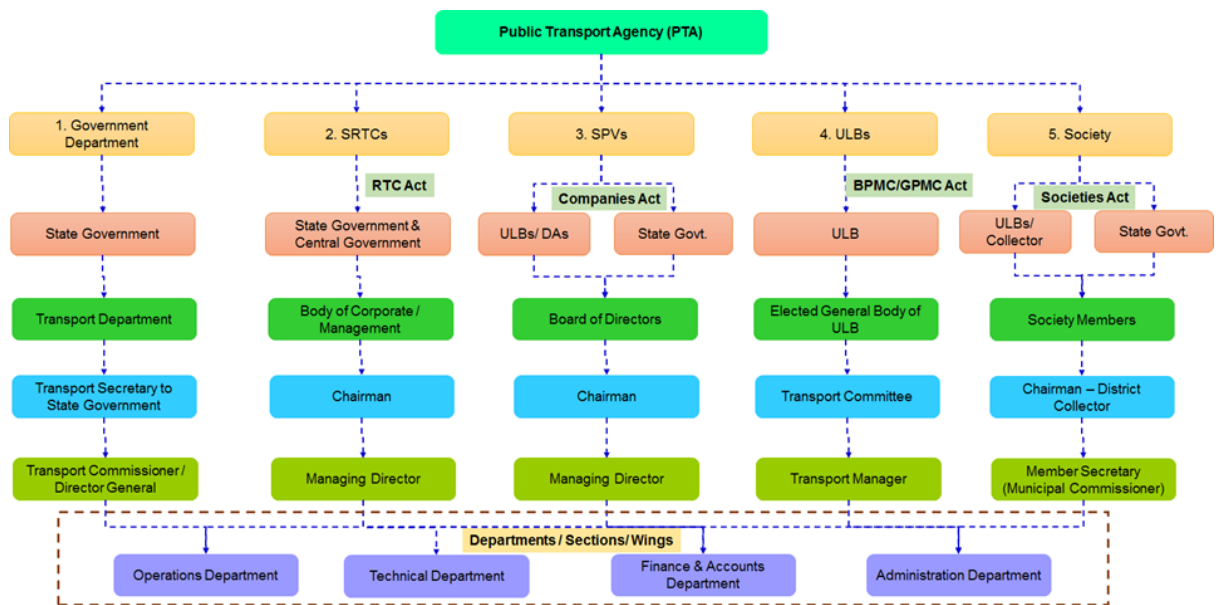 Public Transport Agency (PTA)
1. Government
Department
2. SRTCs
3. SPVs
4. ULBs
5. Society
RTC Act
Companies Act
BPMC/GPMC Act
Societies Act
State Government
State Government &
Central Government
ULBs/ DAs
State Govt.
ULB
ULBs/
Collector
State Govt.
Transport Department
Body of Corporate /
Management
Board of Directors
Elected General Body of
ULB
Society Members
Transport Secretary to
State Government
Chairman
Chairman
Transport Committee
Chairman – District
Collector
Transport Commissioner /
Director General
Managing Director
Managing Director
Transport Manager
Member Secretary
(Municipal Commissioner)
Departments / Sections/ Wings
Operations Department
Technical Department
Finance & Accounts
Department
Administration Department